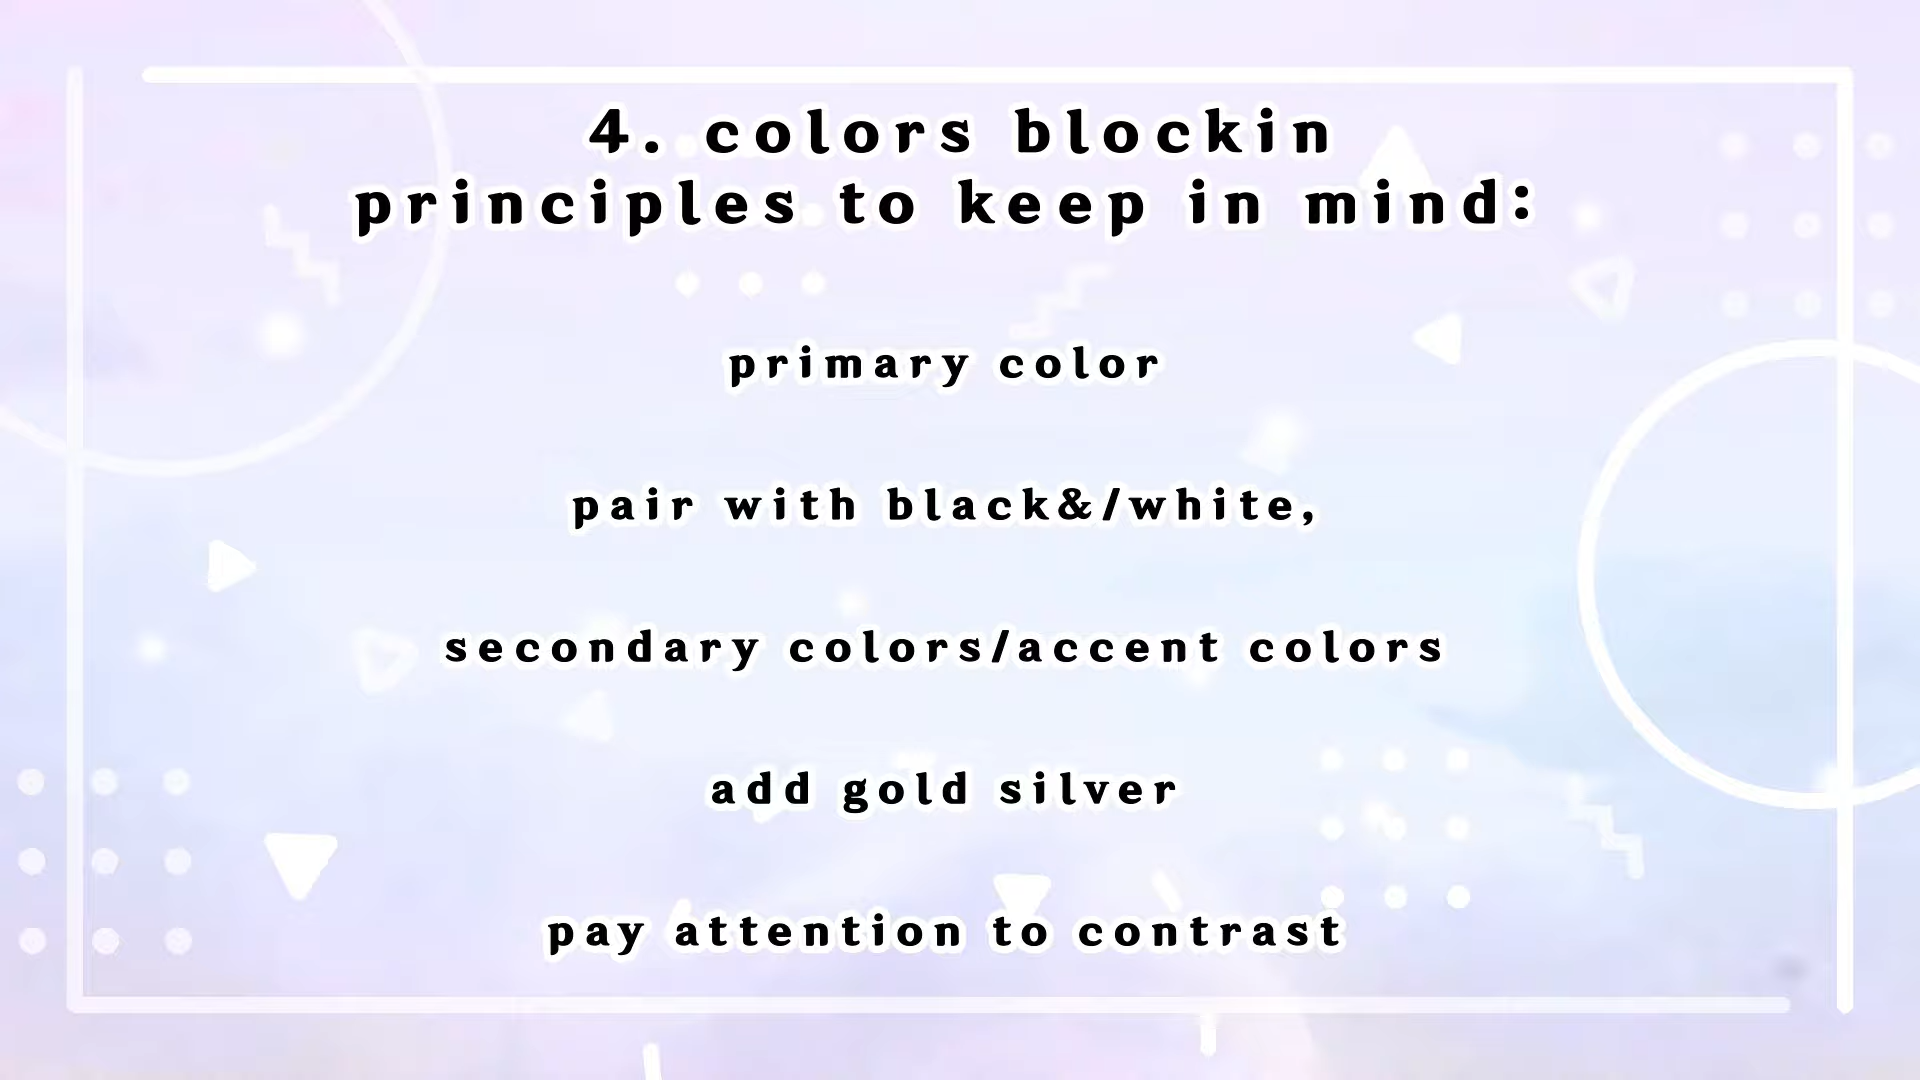 4. colors blockin
principles to keep in mind:
primary color
pair with black&/white,
secondary colors/accent colors
add gold silver
pay attention to contrast